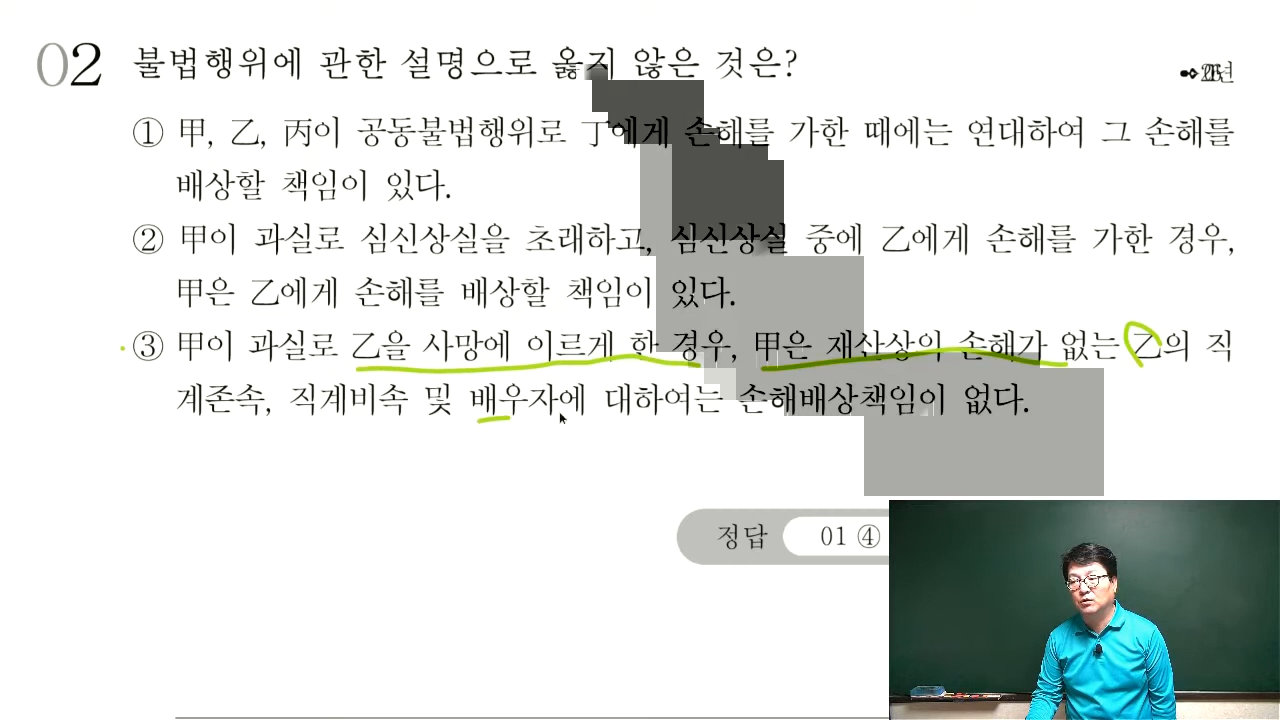 02 불법행위에 관한 설명으로 옳지 않은 것은?
① 甲, 乙, 丙이 공동불법행위로 丁에게 손해를 가한 때에는 연대하여 그 손해를
배상할 책임이 있다.
② 甲이 과실로 심신상실을 초래하고, 심신상실 중에 乙에게 손해를 가한 경우,
甲은 乙에게 손해를 배상할 책임이 있다.
③ 甲이 과실로 乙을 사망에 이르게 한 경우, 甲은 재산상의 손해가 없는 乙의 직
계존속, 직계비속 및 배우자에 대하여는 손해배상책임이 없다.
정답 01 ④